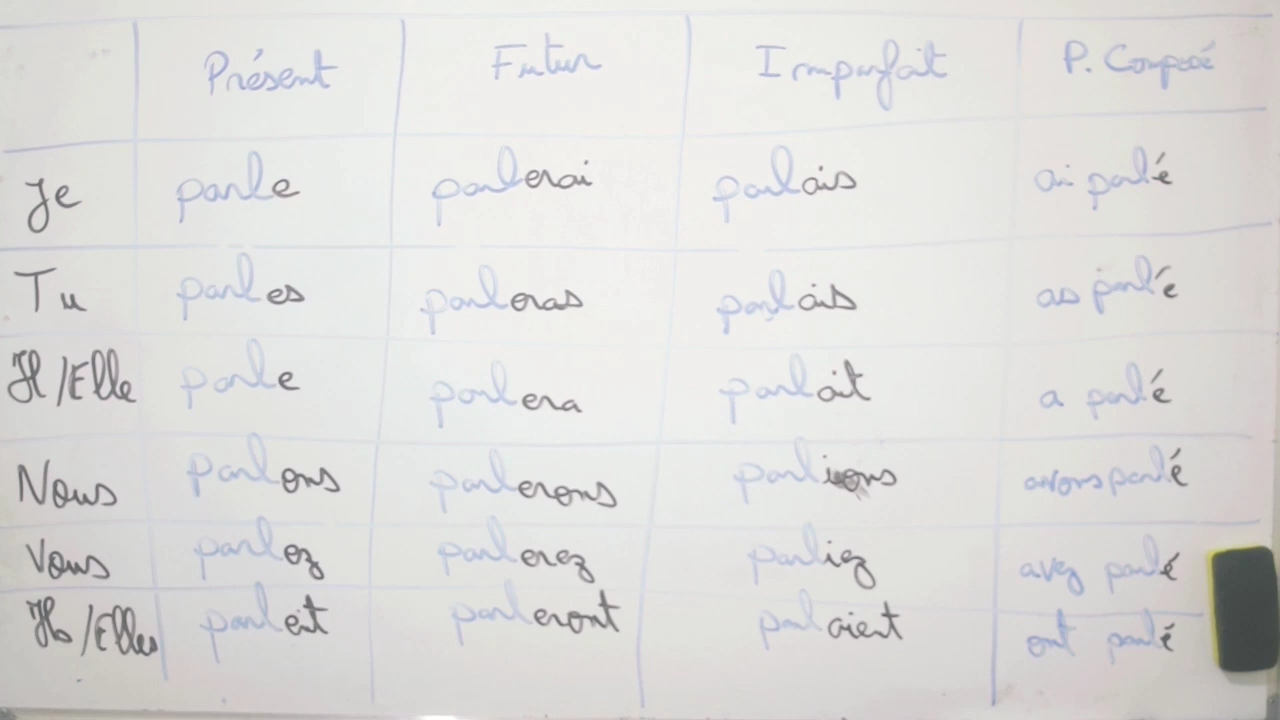 Présent Futur Imparfait P. Composé
Je parle parlerai parlais ai parlé
Tu parles parleras parlais as parlé
Il/Elle parle parlera parlait a parlé
Nous parlons parlerons parlions avons parlé
Vous parlez parlerez parliez avez parlé
Ils/Elles parlent parleront parlaient ont parlé